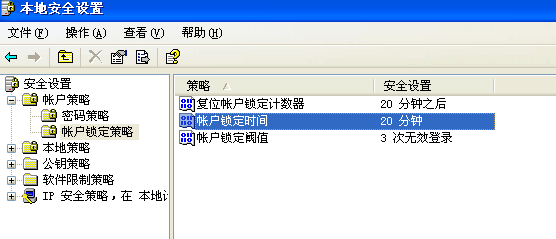 本地安全设置
文件(F) 操作(A) 查看(V) 帮助(H)
安全设置
帐户策略
密码策略
帐户锁定策略
本地策略
公钥策略
软件限制策略
IP 安全策略，在 本地计
策略 安全设置
复位帐户锁定计数器 20 分钟之后
帐户锁定时间 20 分钟
帐户锁定阈值 3 次无效登录